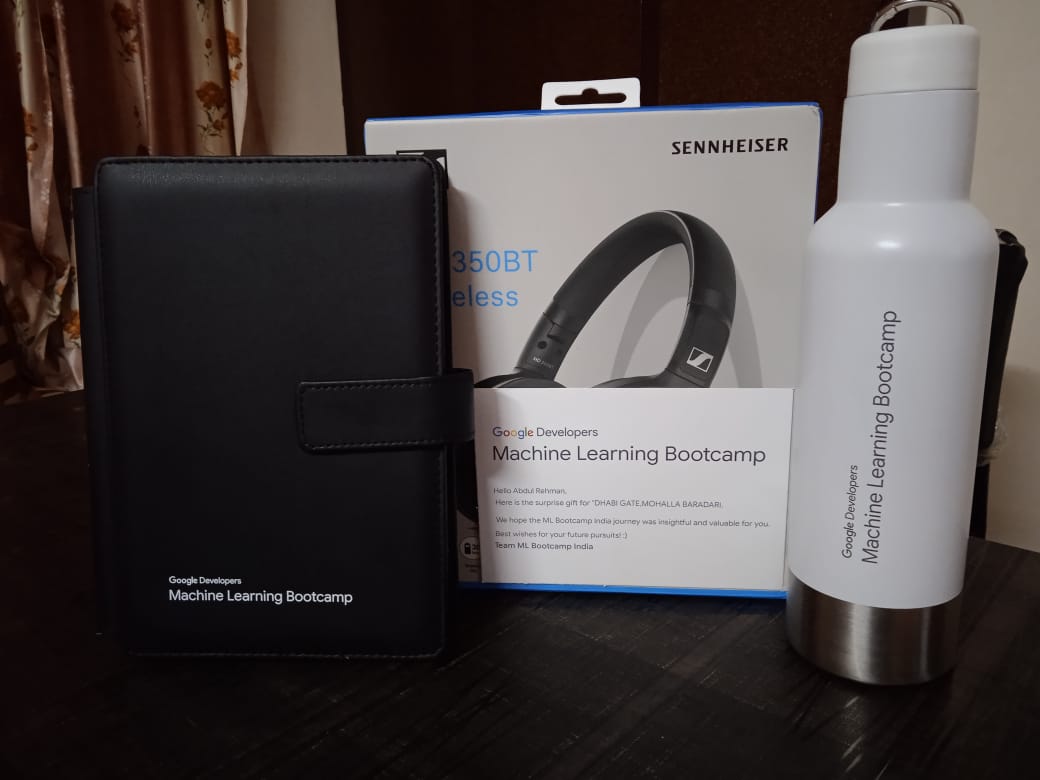 SENNHEISER
350BT
eless
Google Developers
Machine Learning Bootcamp
Hello Abdul Rehman,
Here is the surprise gift for "DHABI GATE,MOHALLA BARADARI.
We hope the ML Bootcamp India journey was insightful and valuable for you.
Best wishes for your future pursuits! :)
Team ML Bootcamp India
Google Developers
Machine Learning Bootcamp
Google Developers
Machine Learning Bootcamp